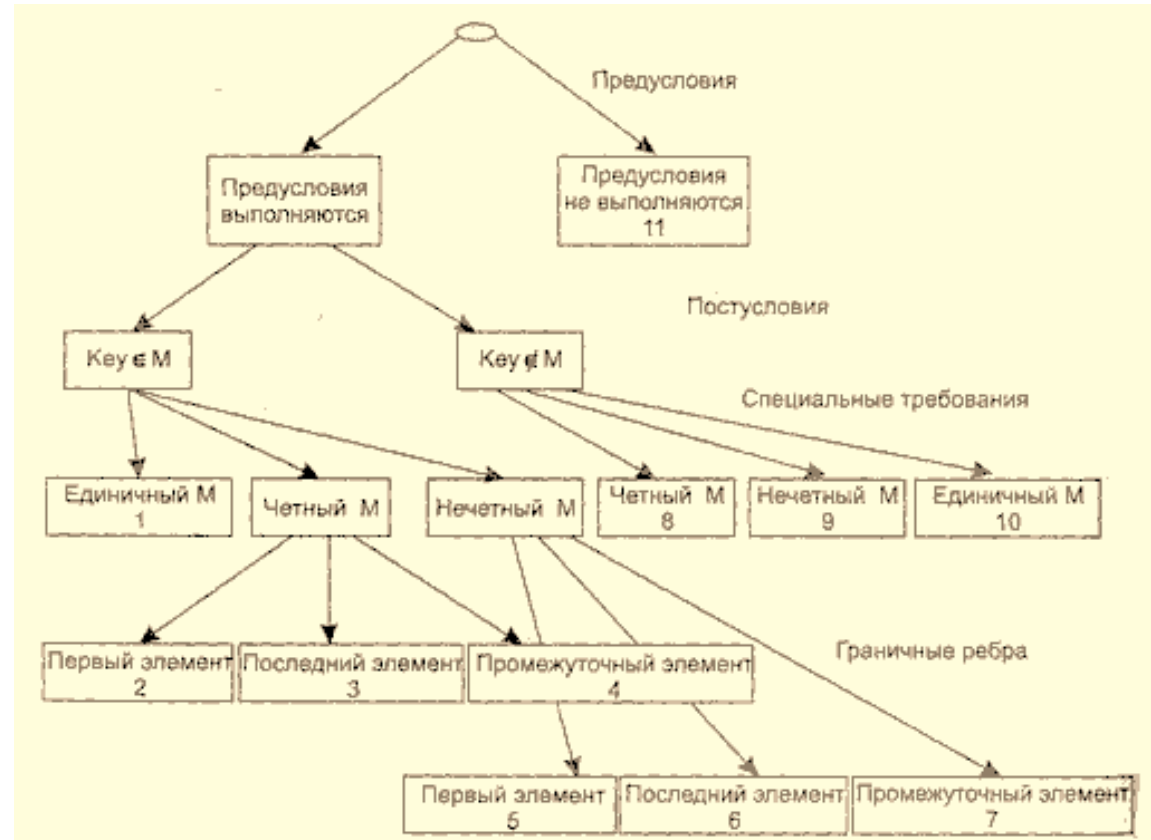 Предусловия
Предусловия
выполняются
Предусловия
не выполняются
11
Постусловия
Key ∈ M
Key ∉ M
Специальные требования
Единичный M
1
Четный M
Нечетный M
Четный M
8
Нечетный M
9
Единичный M
10
Граничные ребра
Первый элемент
2
Последний элемент
3
Промежуточный элемент
4
Первый элемент
5
Последний элемент
6
Промежуточный элемент
7